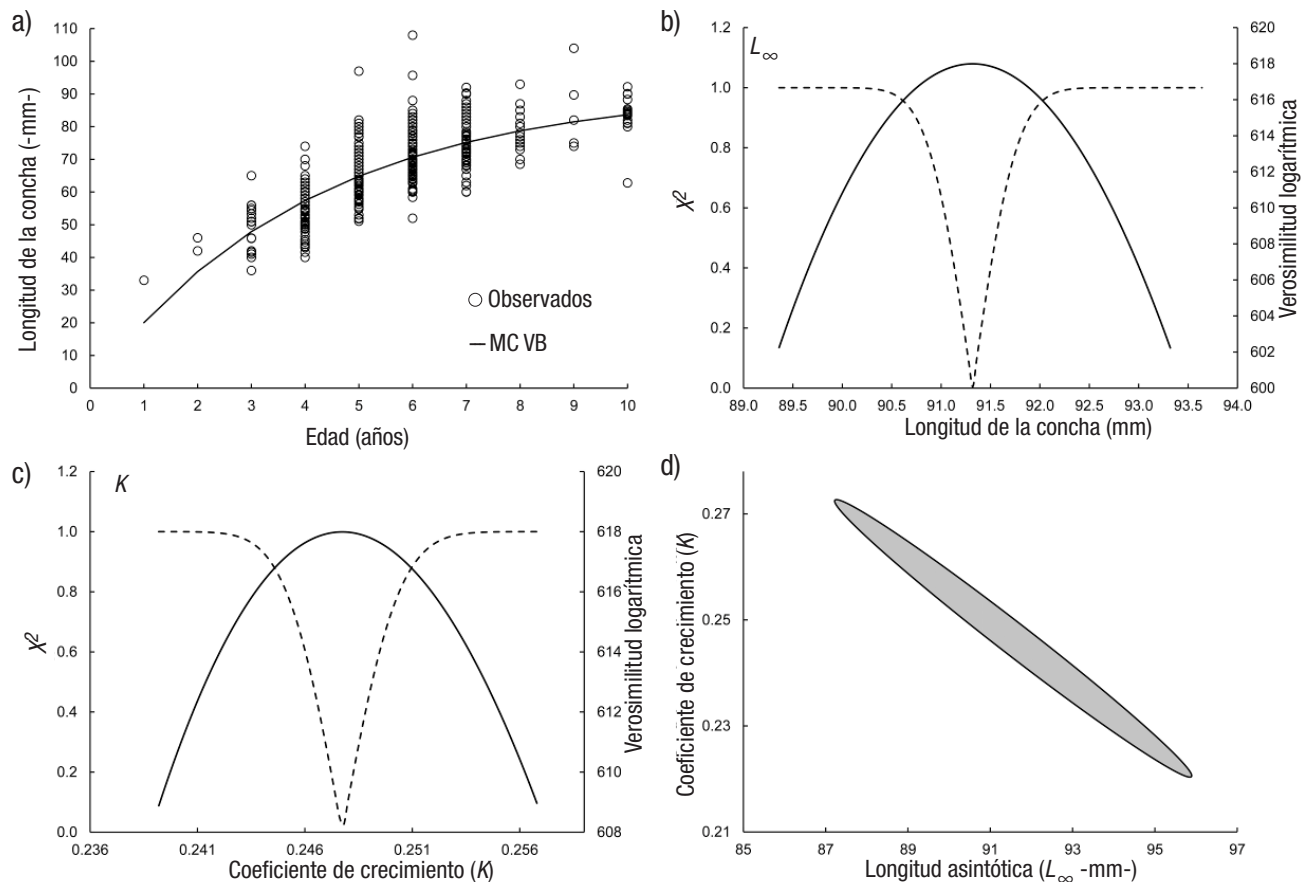 a)
Longitud de la concha (-mm-)
110
100
90
80
70
60
50
40
30
20
10
0
Observados
MC VB
0 1 2 3 4 5 6 7 8 9 10
Edad (años)
b)
L∞
χ2
1.2
1.0
0.8
0.6
0.4
0.2
0.0
620
618
616
614
612
610
608
606
604
602
600
Verosimilitud logarítmica
89.0 89.5 90.0 90.5 91.0 91.5 92.0 92.5 93.0 93.5 94.0
Longitud de la concha (mm)
c)
K
χ2
1.2
1.0
0.8
0.6
0.4
0.2
0.0
620
618
616
614
612
610
608
Verosimilitud logarítmica
0.236 0.241 0.246 0.251 0.256
Coeficiente de crecimiento (K)
d)
Coeficiente de crecimiento (K)
0.27
0.25
0.23
0.21
85 87 89 91 93 95 97
Longitud asintótica (L∞ -mm-)